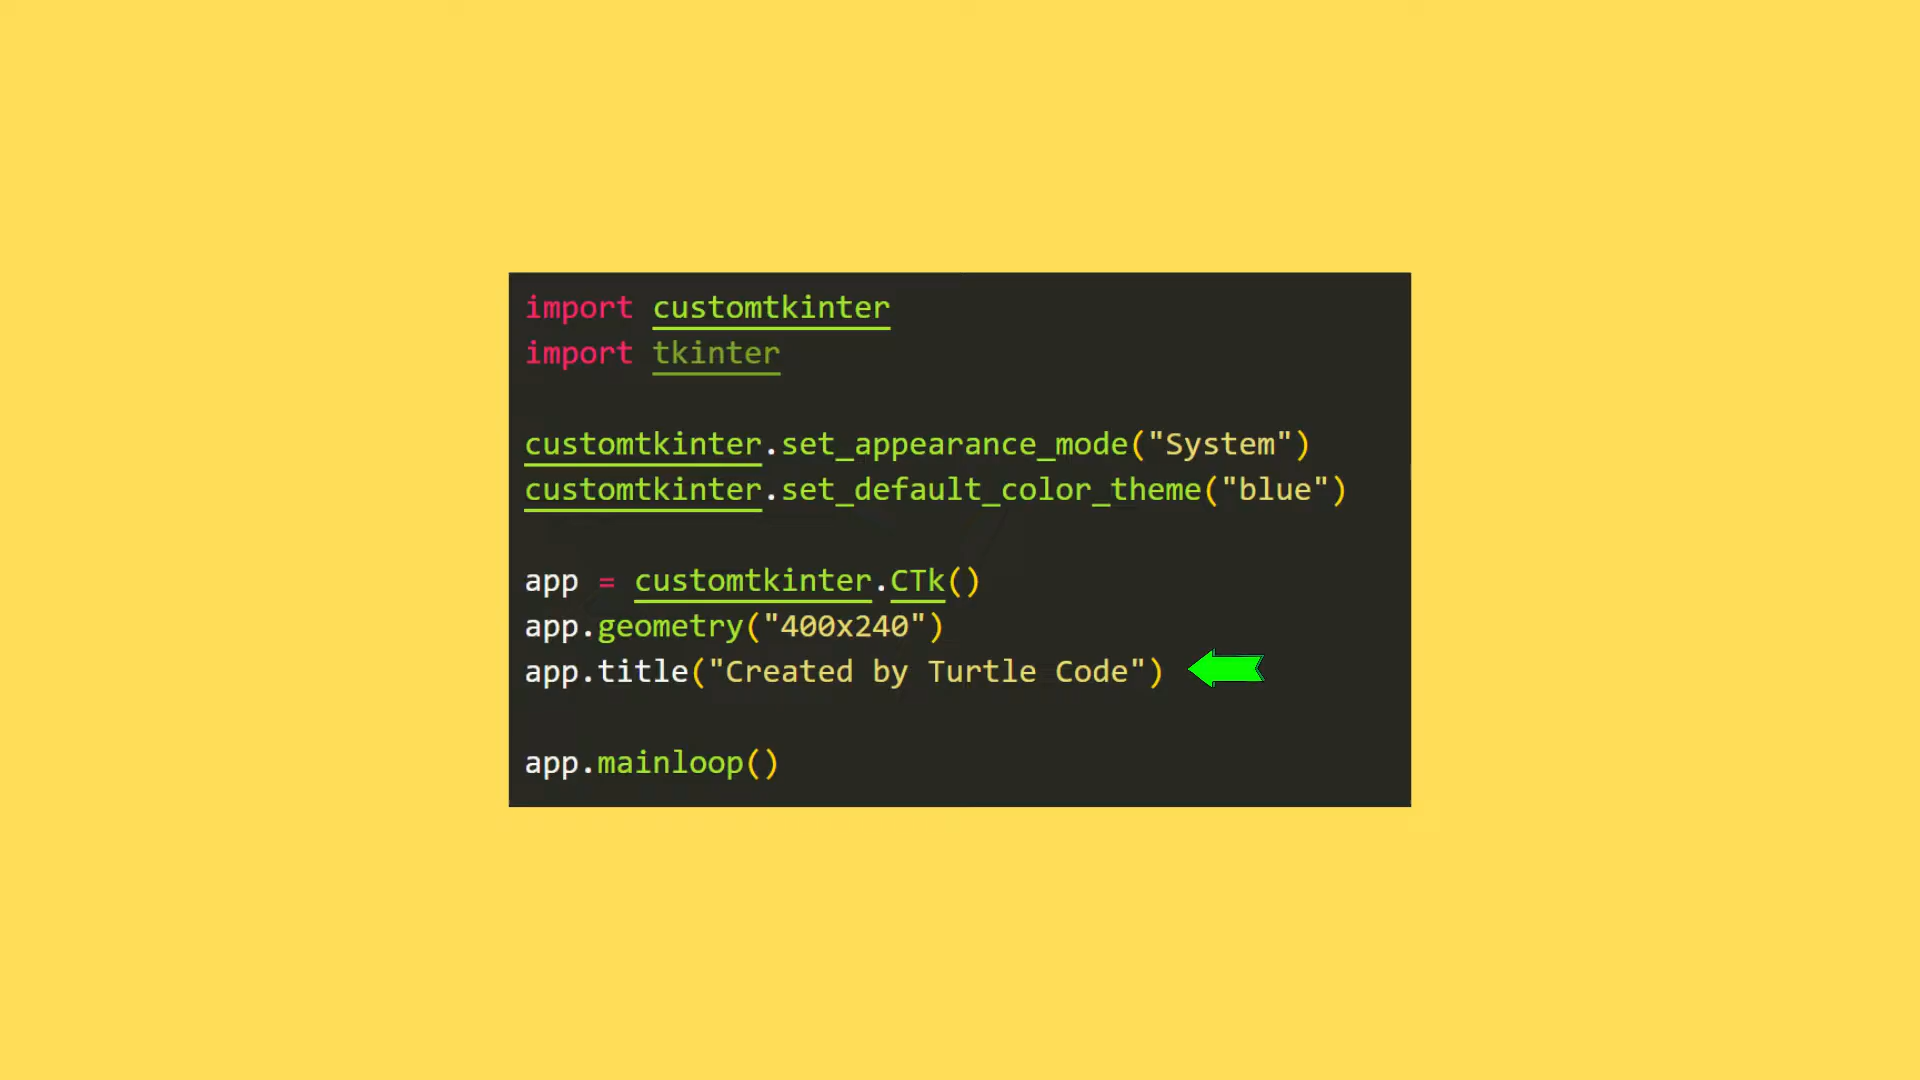 import customtkinter
import tkinter
customtkinter.set_appearance_mode("System")
customtkinter.set_default_color_theme("blue")
app = customtkinter.CTk()
app.geometry("400x240")
app.title("Created by Turtle Code")
app.mainloop()